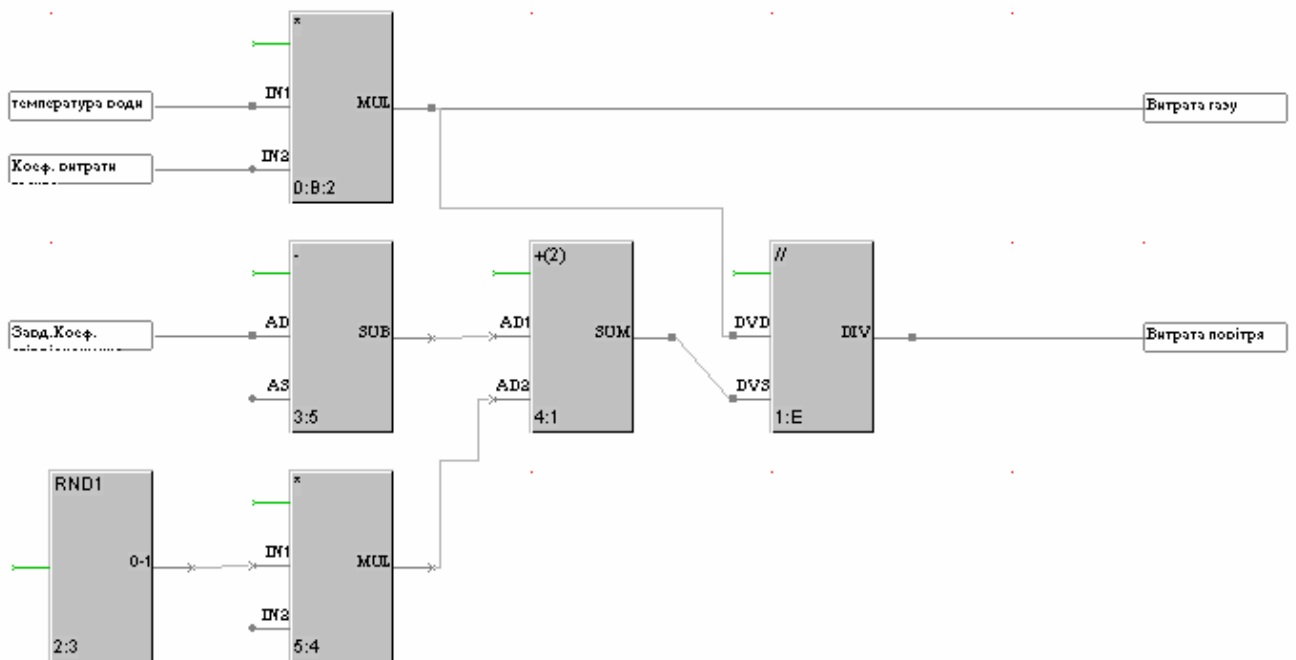 *
IN1
температура води
MUL
Витрата газу
IN2
Коеф. витрати
0:B:2
-
+(2)
//
AD
AD1
DVD
Завд.Коеф.
SUB
SUM
DIV
Витрата повітря
AS
AD2
DVS
3:5
4:1
1:E
RND1
*
IN1
0-1
MUL
IN2
2:3
5:4